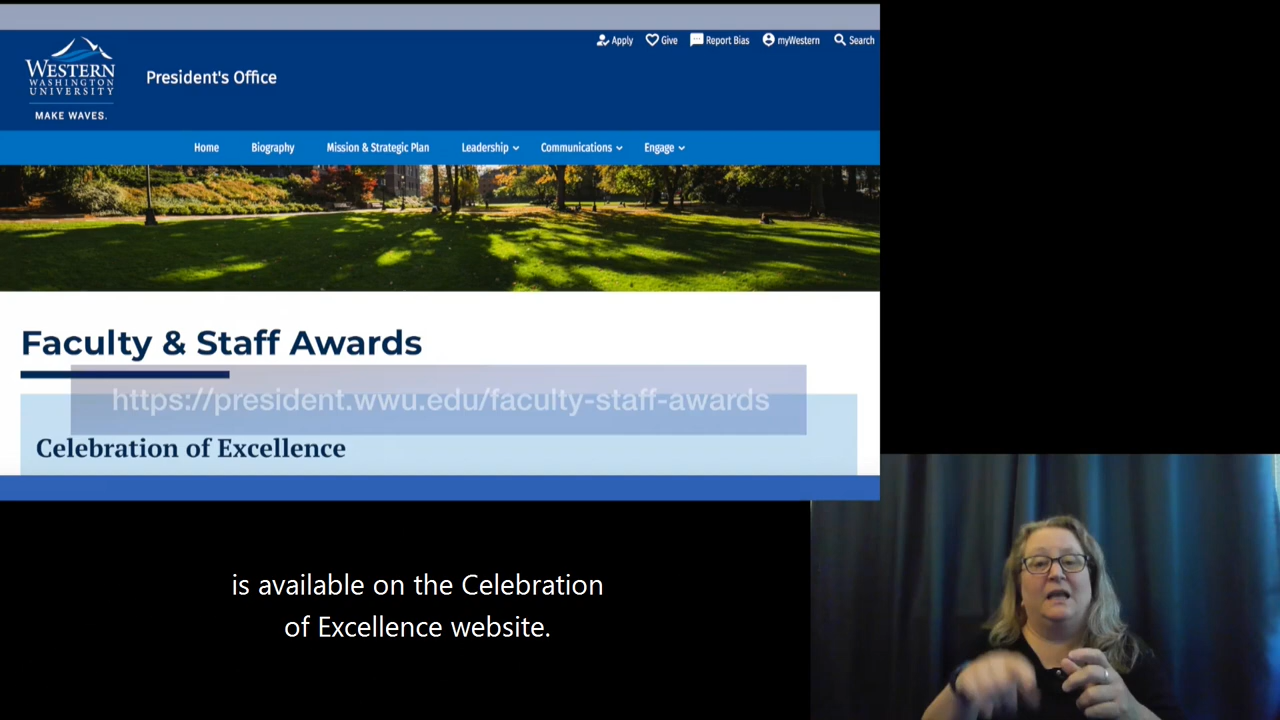 Apply Give Report Bias myWestern Search
WESTERN
WASHINGTON
UNIVERSITY
MAKE WAVES.
President's Office
Home Biography Mission & Strategic Plan Leadership Communications Engage
Faculty & Staff Awards
https://president.wwu.edu/faculty-staff-awards
Celebration of Excellence
is available on the Celebration
of Excellence website.